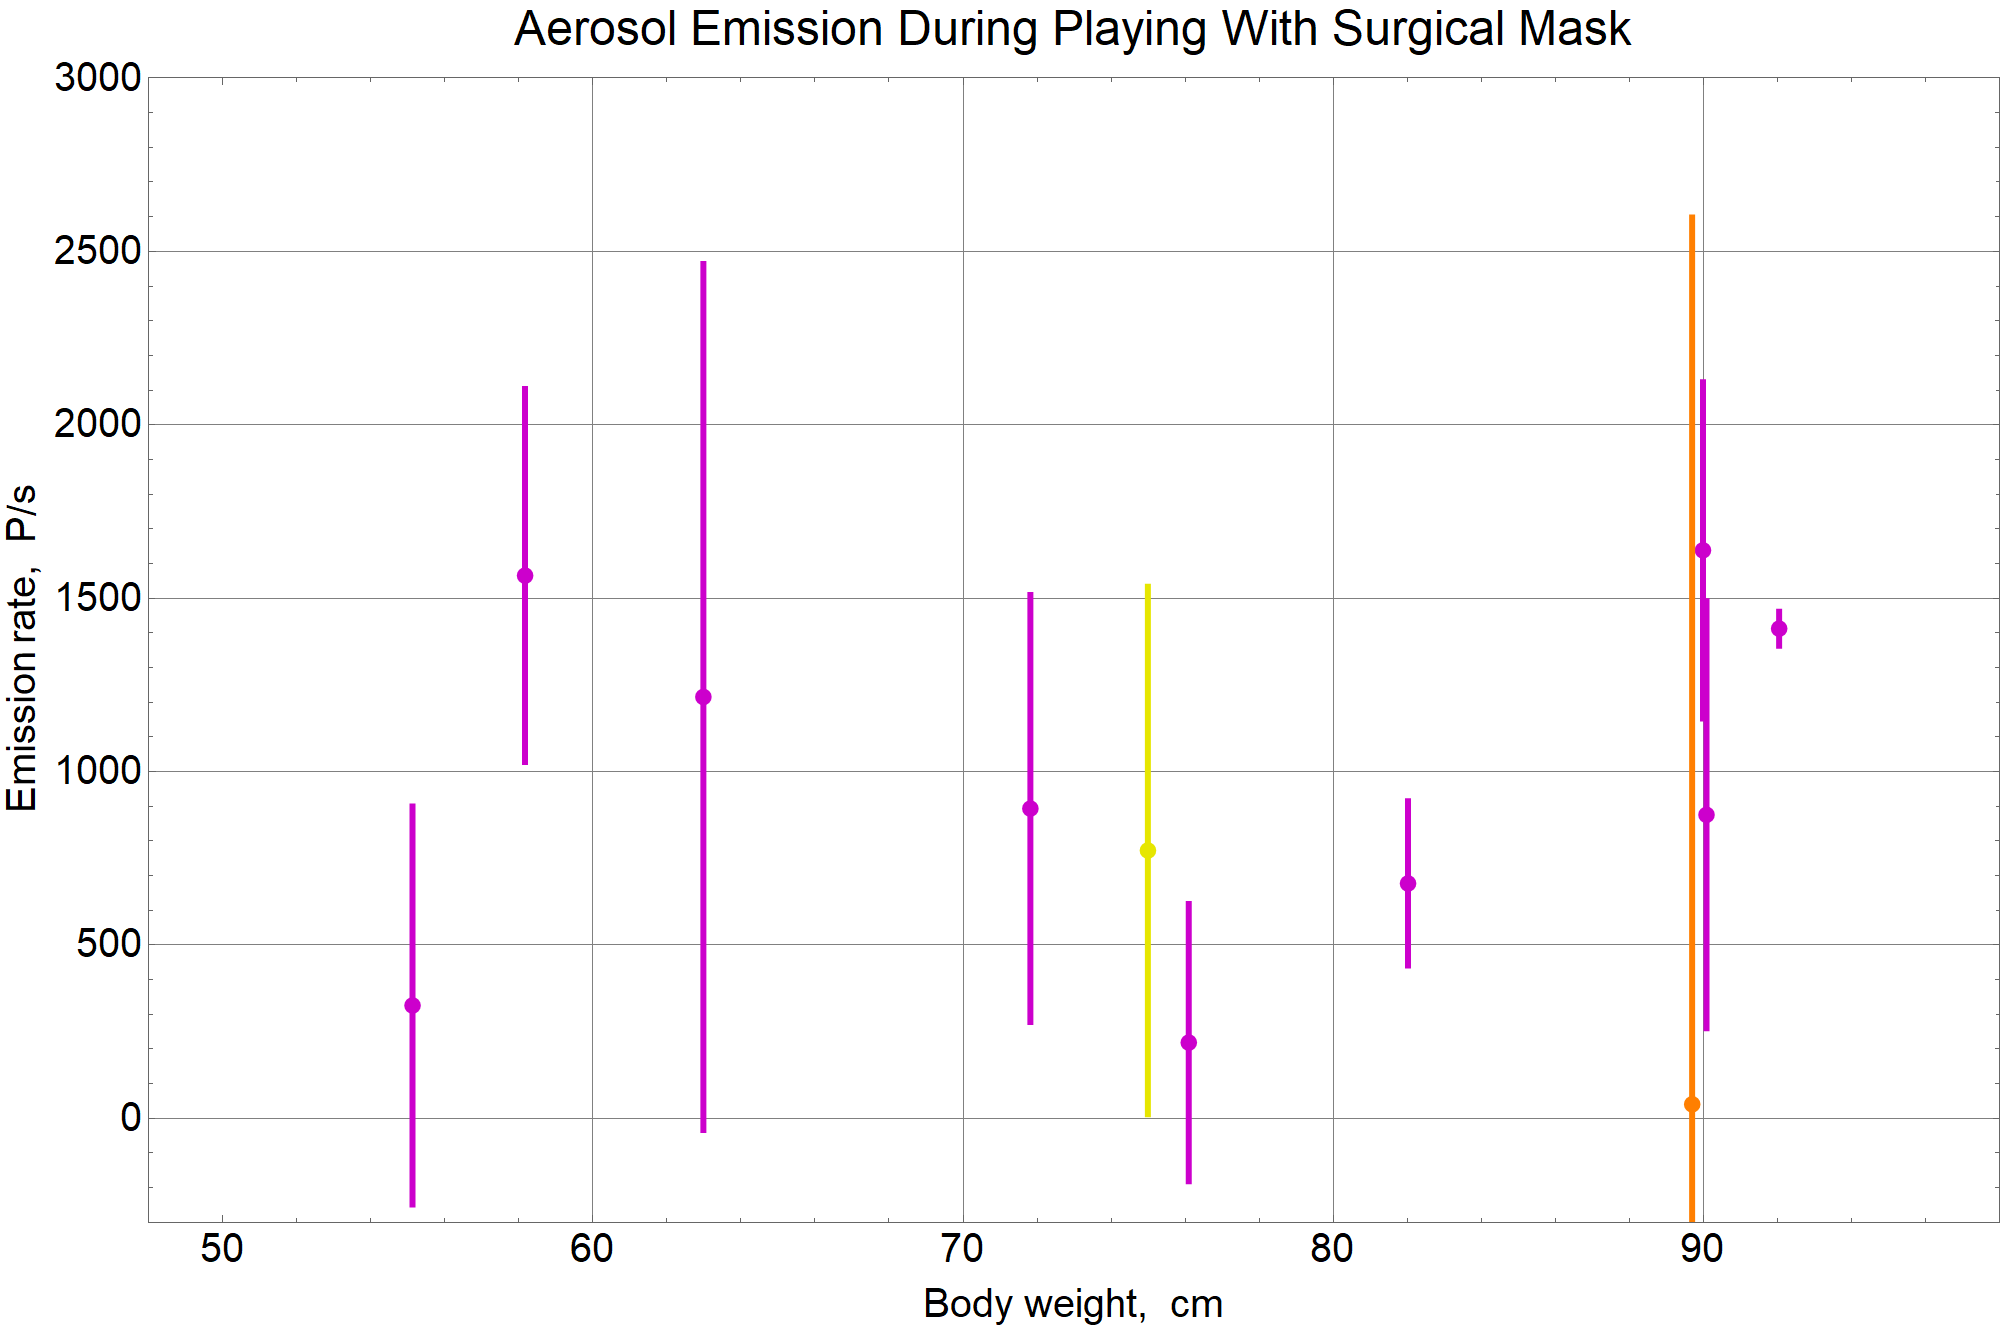 Aerosol Emission During Playing With Surgical Mask
3000
2500
2000
1500
1000
500
0
Emission rate, P/s
50 60 70 80 90
Body weight, cm